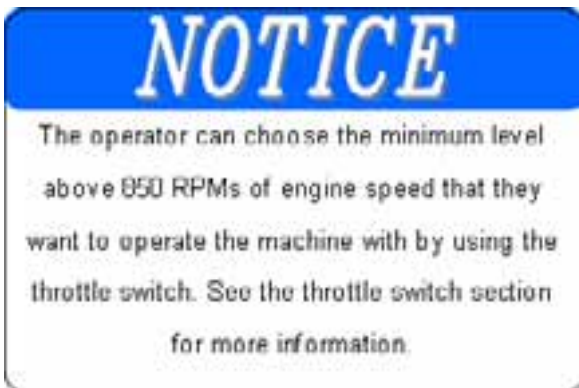 NOTICE
The operator can choose the minimum level
above 850 RPMs of engine speed that they
want to operate the machine with by using the
throttle switch. See the throttle switch section
for more information.